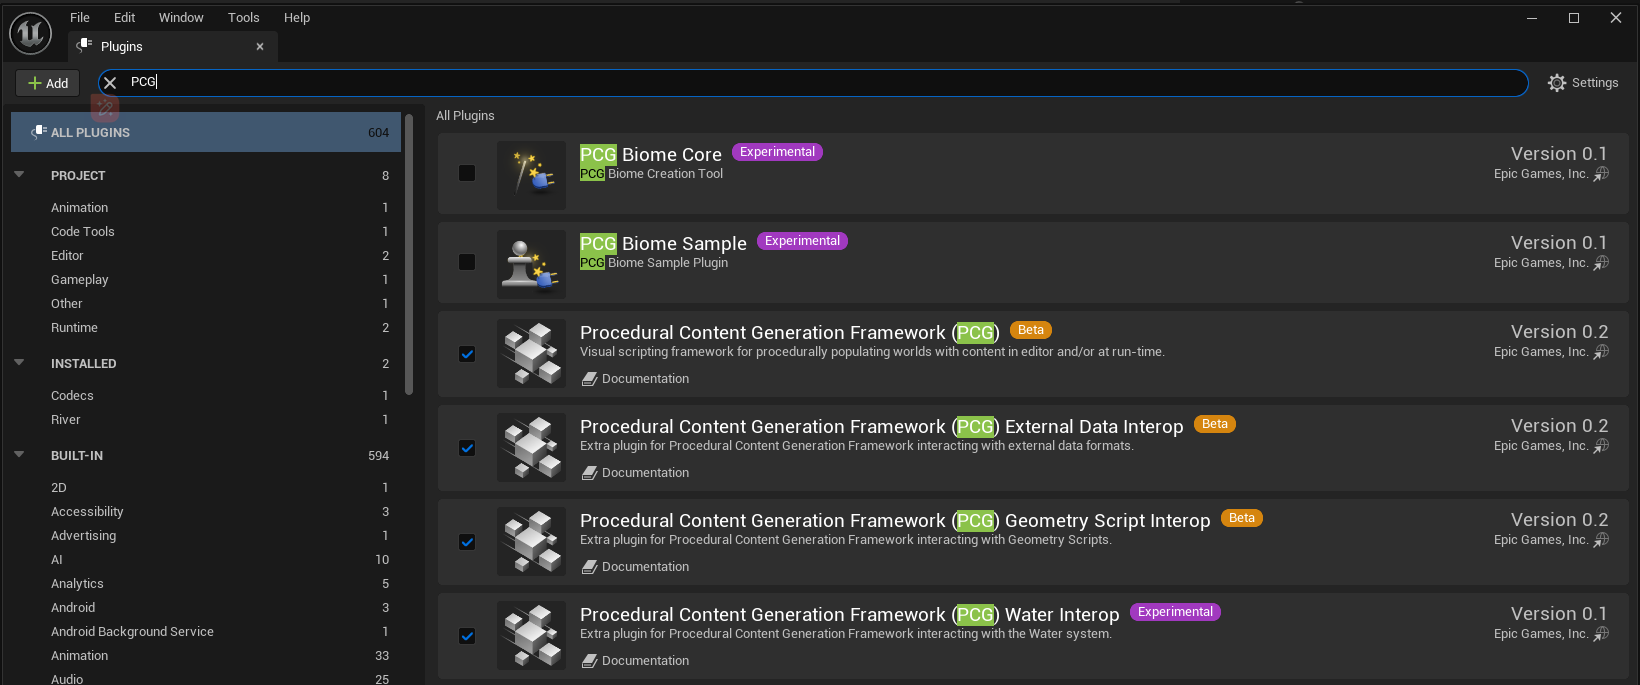 File Edit Window Tools Help
Plugins
Add
PCG
Settings
ALL PLUGINS 604
PROJECT 8
Animation 1
Code Tools 1
Editor 2
Gameplay 1
Other 1
Runtime 2
INSTALLED 2
Codecs 1
River 1
BUILT-IN 594
2D 1
Accessibility 3
Advertising 1
AI 10
Analytics 5
Android 3
Android Background Service 1
Animation 33
Audio 25
All Plugins
PCG Biome Core Experimental Version 0.1
PCG Biome Creation Tool Epic Games, Inc.
PCG Biome Sample Experimental Version 0.1
PCG Biome Sample Plugin Epic Games, Inc.
Procedural Content Generation Framework (PCG) Beta Version 0.2
Visual scripting framework for procedurally populating worlds with content in editor and/or at run-time. Epic Games, Inc.
Documentation
Procedural Content Generation Framework (PCG) External Data Interop Beta Version 0.2
Extra plugin for Procedural Content Generation Framework interacting with external data formats. Epic Games, Inc.
Documentation
Procedural Content Generation Framework (PCG) Geometry Script Interop Beta Version 0.2
Extra plugin for Procedural Content Generation Framework interacting with Geometry Scripts. Epic Games, Inc.
Documentation
Procedural Content Generation Framework (PCG) Water Interop Experimental Version 0.1
Extra plugin for Procedural Content Generation Framework interacting with the Water system. Epic Games, Inc.
Documentation